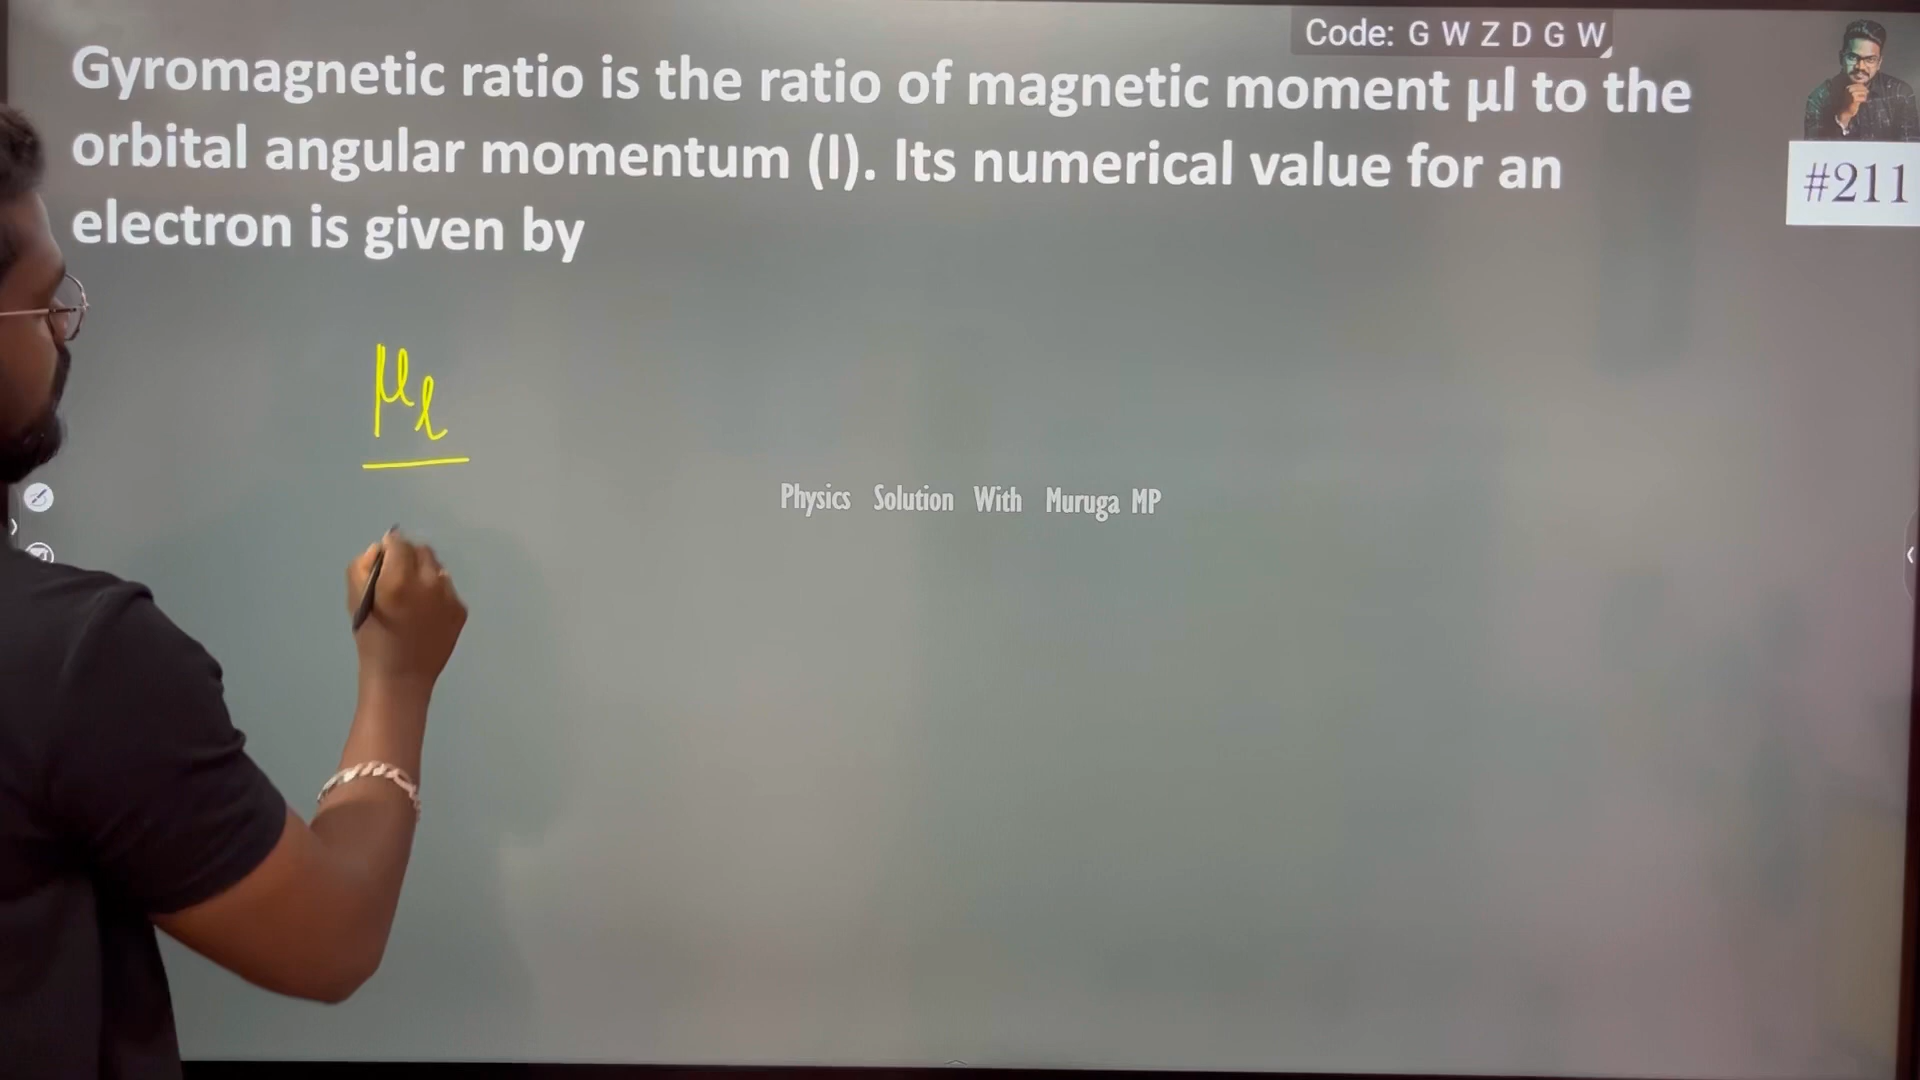 Code: G W Z D G W
Gyromagnetic ratio is the ratio of magnetic moment μl to the
orbital angular momentum (l). Its numerical value for an
electron is given by
#211
μl
Physics Solution With Muruga MP